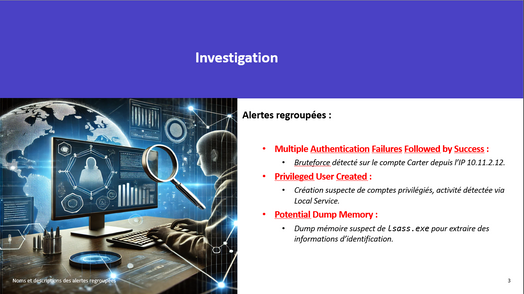 Investigation
Alertes regroupées :
• Multiple Authentication Failures Followed by Success :
• Bruteforce détecté sur le compte Carter depuis l'IP 10.11.2.12.
• Privileged User Created :
• Création suspecte de comptes privilégiés, activité détectée via
Local Service.
• Potential Dump Memory :
• Dump mémoire suspect de Lsass.exe pour extraire des
informations d'identification.
Noms et descriptions des alertes regroupées
3